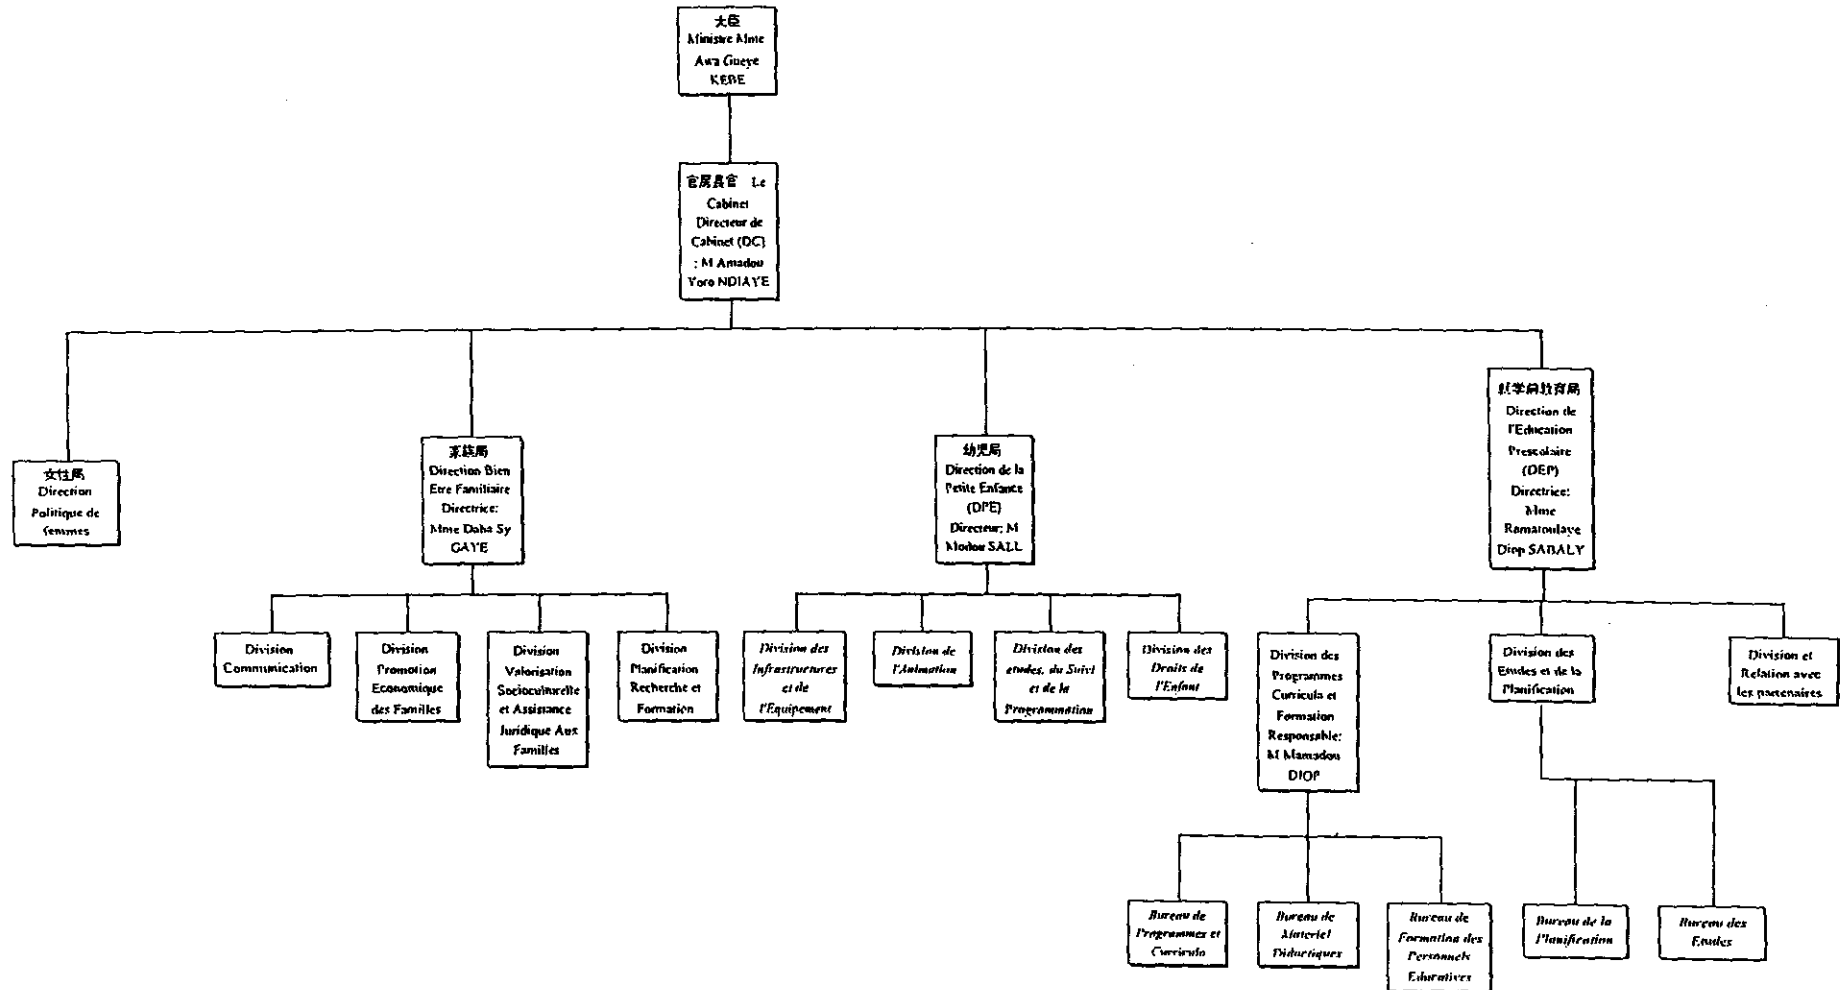 大臣
Ministre Mme
Awa Gueye
KEBE
官房長官 Le
Cabinet
Directeur de
Cabinet (DC)
: M Amadou
Yoro NDIAYE
女性局
Direction
Politique de
femmes
家族局
Direction Bien
Etre Familiaire
Directrice:
Mme Daba Sy
GAYE
幼児局
Direction de la
Petite Enfance
(DPE)
Directeur: M
Modou SALL
就学前教育局
Direction de
l'Education
Prescolaire
(DEP)
Directrice:
Mme
Ramatoulaye
Diop SABALY
Division
Communication
Division
Promotion
Economique
des Familles
Division
Valorisation
Socioculturelle
et Assistance
Juridique Aux
Familles
Division
Planification
Recherche et
Formation
Division des
Infrastructures
et de
l'Equipement
Division de
l'Animation
Division des
etudes, du Suivi
et de la
Programmation
Division des
Droits de
l'Enfant
Division des
Programmes
Curicula et
Formation
Responsable:
M Mamadou
DIOP
Division des
Etudes et de la
Planification
Division et
Relation avec
les partenaires
Bureau de
Programmes et
Curricula
Bureau de
Materiel
Didactiques
Bureau de
Formation des
Personnels
Educatives
Bureau de la
Planification
Bureau des
Etudes